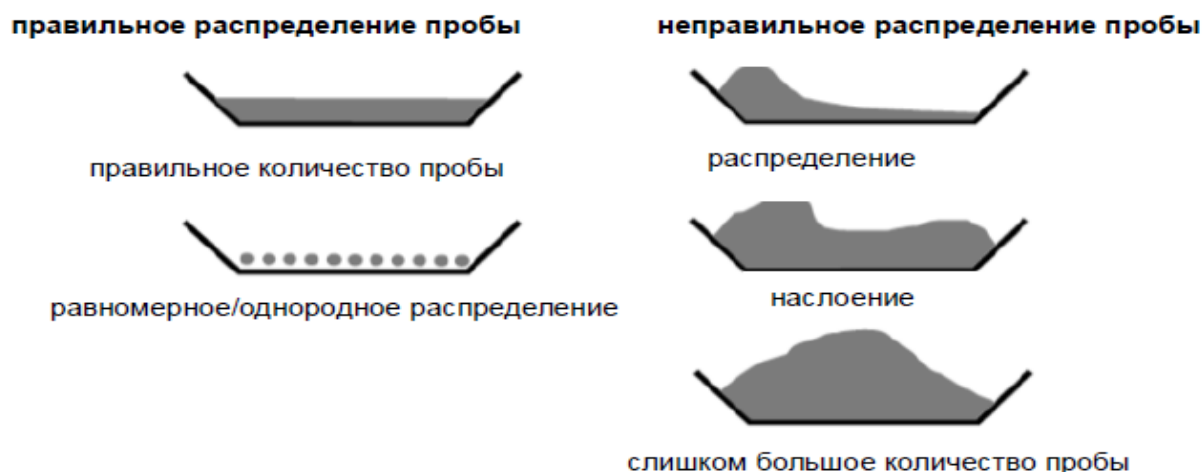 правильное распределение пробы
неправильное распределение пробы
правильное количество пробы
распределение
равномерное/однородное распределение
наслоение
слишком большое количество пробы